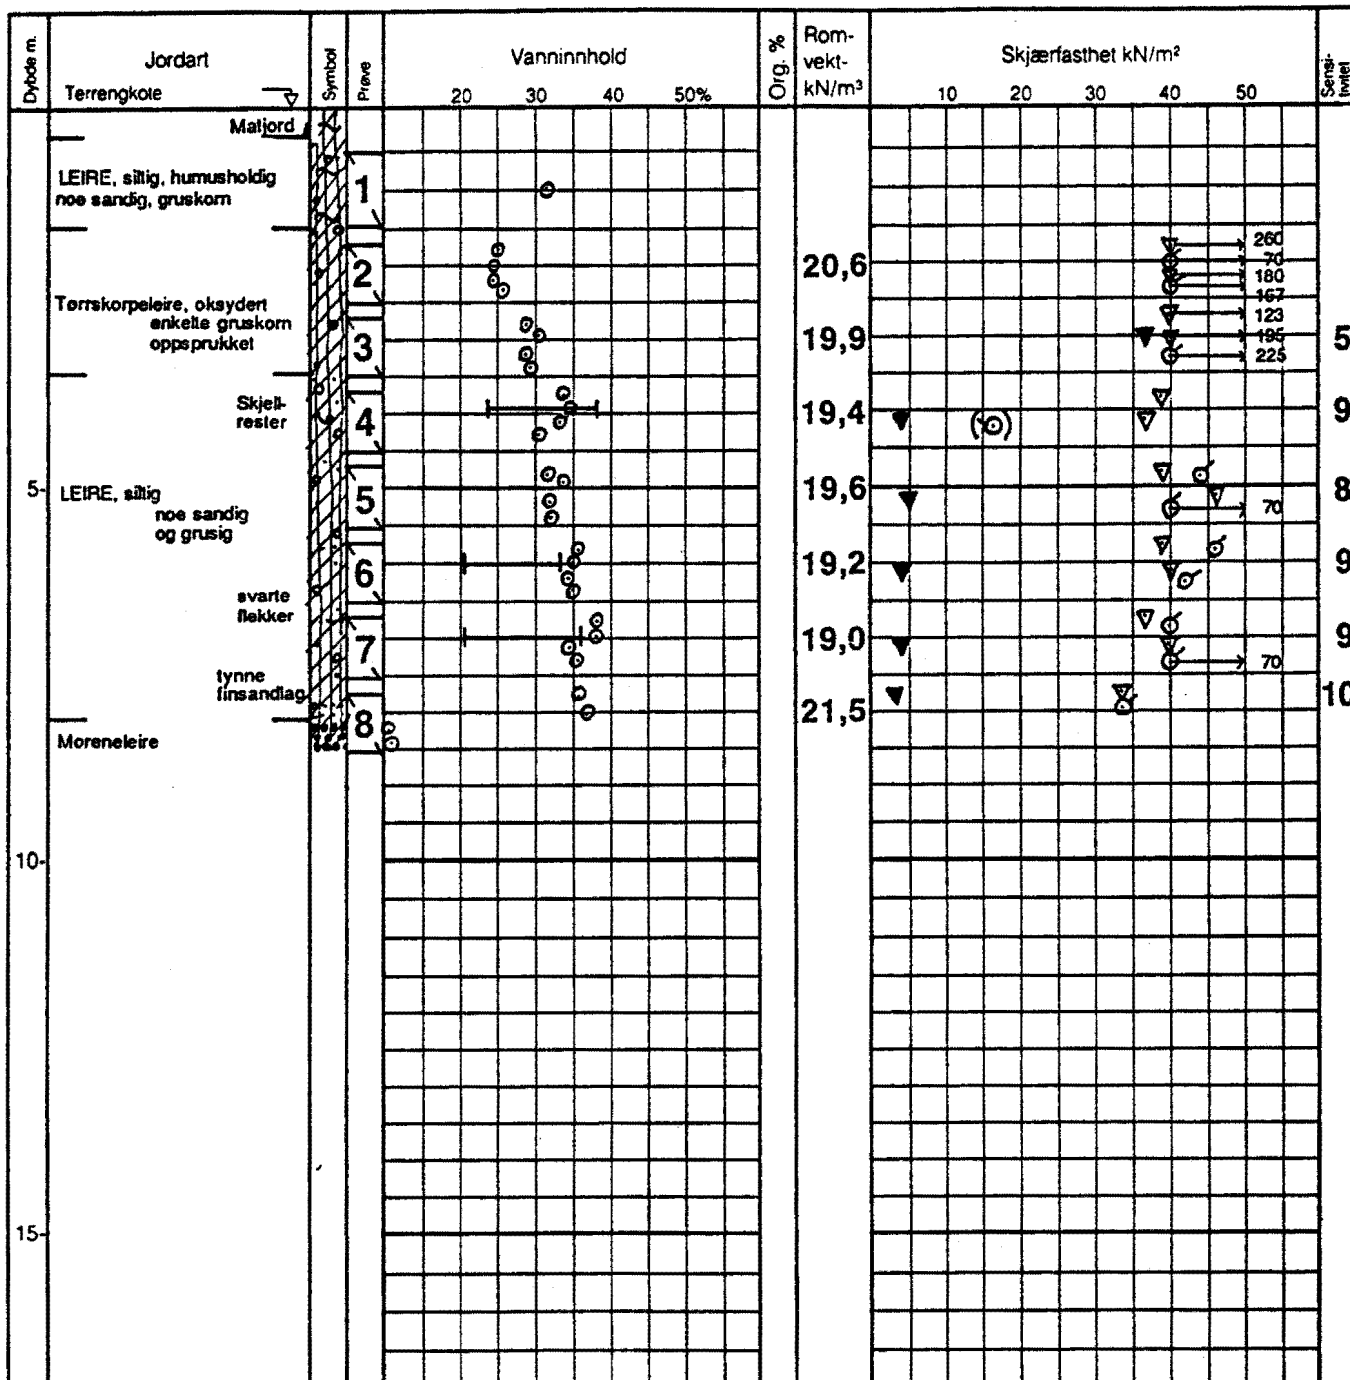 Dybde m.
Jordart
Terrengkote
Symbol
Prøve
Vanninnhold
20 30 40 50%
Org. %
Rom-
vekt-
kN/m³
Skjærfasthet kN/m²
10 20 30 40 50
Sensi-
tivitet
Matjord
LEIRE, siltig, humusholdig
noe sandig, gruskorn
1
260
2
20,6
70
180
167
Tørrskorpeleire, oksydert
enkelte gruskorn
oppsprukket
123
3
19,9
195
5
225
Skjell-
rester
4
19,4
9
5-
LEIRE, siltig
noe sandig
og grusig
5
19,6
8
70
6
19,2
9
svarte
flekker
7
19,0
9
70
tynne
finsandlag
10
21,5
8
Moreneleire
10-
15-